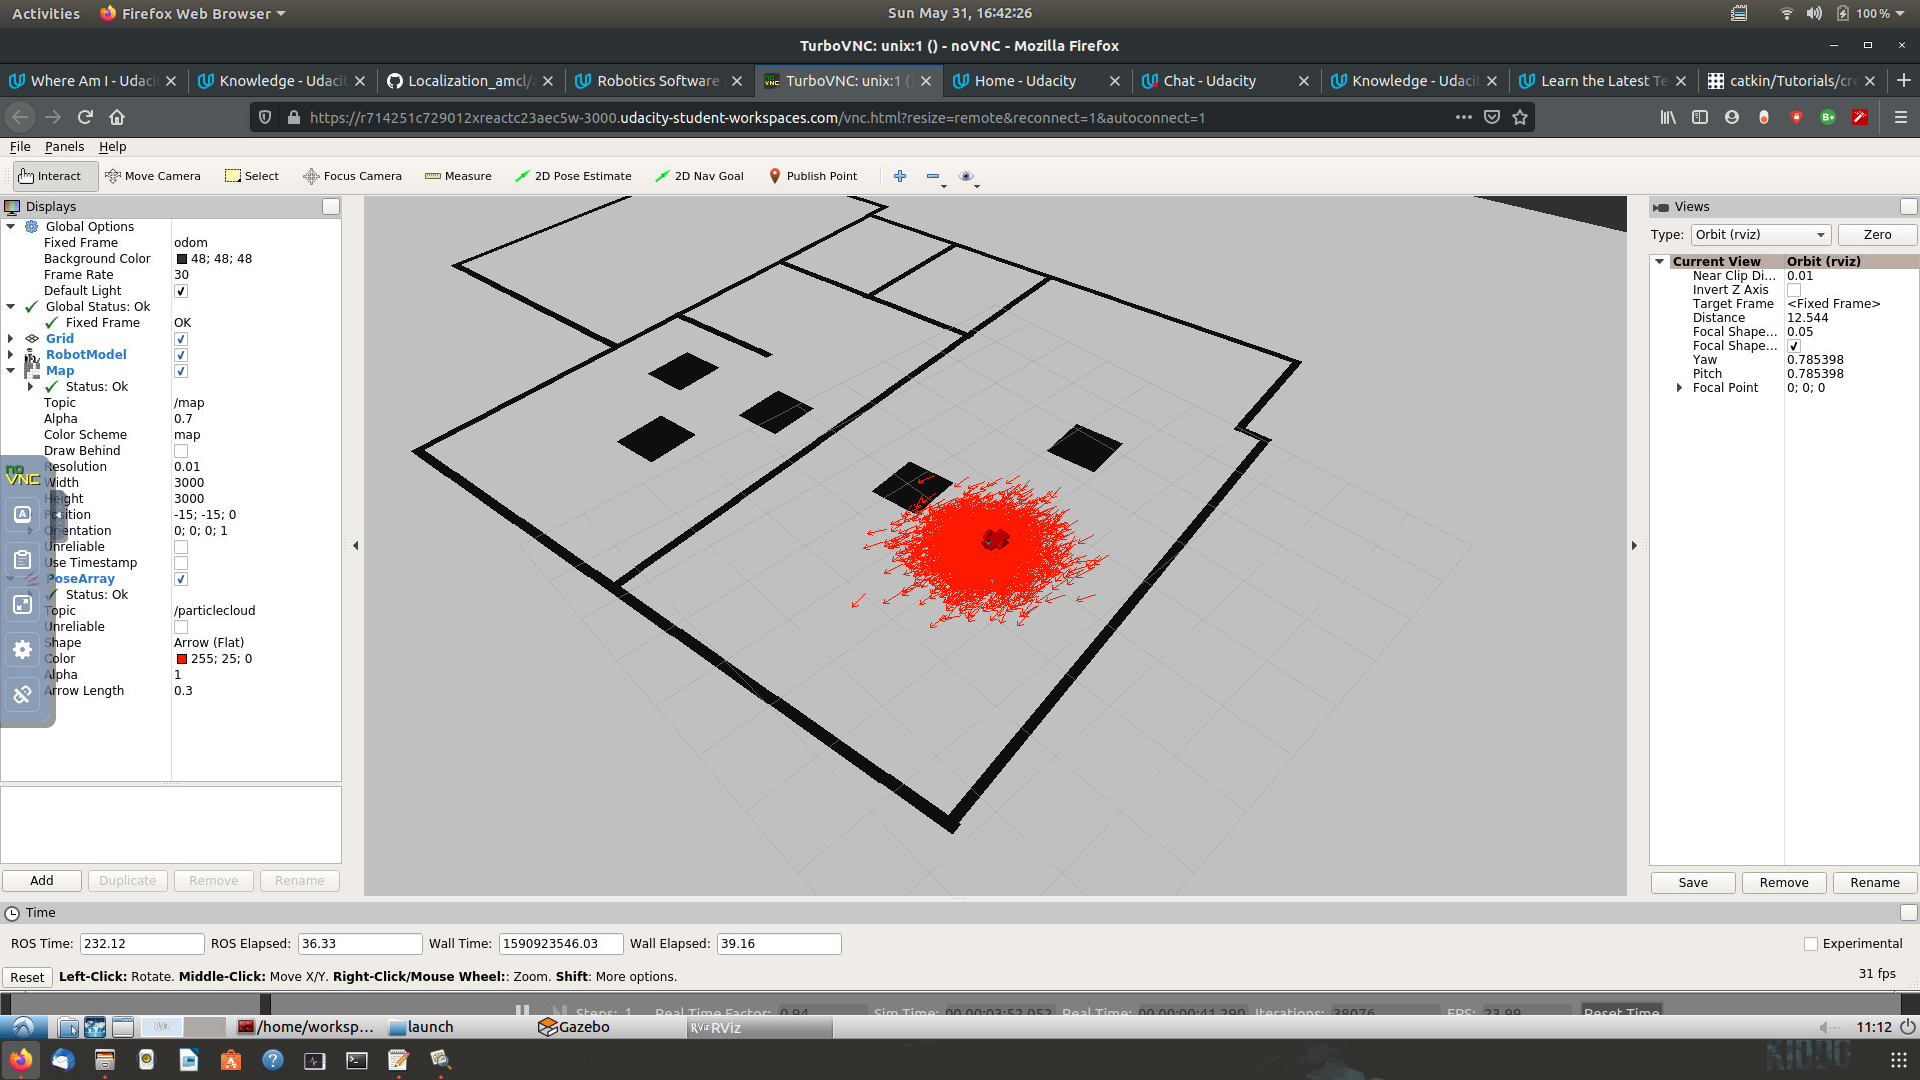 Activities Firefox Web Browser Sun May 31, 16:42:26 100 %
TurboVNC: unix:1 () - noVNC - Mozilla Firefox
Where Am I - Udaci Knowledge - Udacit Localization_amcl/ Robotics Software TurboVNC: unix:1 () Home - Udacity Chat - Udacity Knowledge - Udacit Learn the Latest Te catkin/Tutorials/cre
https://r714251c729012xreactc23aec5w-3000.udacity-student-workspaces.com/vnc.html?resize=remote&reconnect=1&autoconnect=1
File Panels Help
Interact Move Camera Select Focus Camera Measure 2D Pose Estimate 2D Nav Goal Publish Point
Displays
Global Options
Fixed Frame odom
Background Color 48; 48; 48
Frame Rate 30
Default Light
Global Status: Ok
Fixed Frame OK
Grid
RobotModel
Map
Status: Ok
Topic /map
Alpha 0.7
Color Scheme map
Draw Behind
Resolution 0.01
Width 3000
Height 3000
Position -15; -15; 0
Orientation 0; 0; 0; 1
Unreliable
Use Timestamp
PoseArray
Status: Ok
Topic /particlecloud
Unreliable
Shape Arrow (Flat)
Color 255; 25; 0
Alpha 1
Arrow Length 0.3
no VNC
Add Duplicate Remove Rename
Views
Type: Orbit (rviz) Zero
Current View Orbit (rviz)
Near Clip Di... 0.01
Invert Z Axis
Target Frame <Fixed Frame>
Distance 12.544
Focal Shape... 0.05
Focal Shape...
Yaw 0.785398
Pitch 0.785398
Focal Point 0; 0; 0
Save Remove Rename
Time
ROS Time: 232.12 ROS Elapsed: 36.33 Wall Time: 1590923546.03 Wall Elapsed: 39.16 Experimental
Reset Left-Click: Rotate. Middle-Click: Move X/Y. Right-Click/Mouse Wheel:: Zoom. Shift: More options. 31 fps
Steps: 1 Real Time Factor: 0.94 Sim Time: 00 00:03:52.052 Real Time: 00 00:00:41.290 Iterations: 38076 FPS: 23.99 Reset Time
/home/worksp... launch Gazebo RViz RViz 11:12